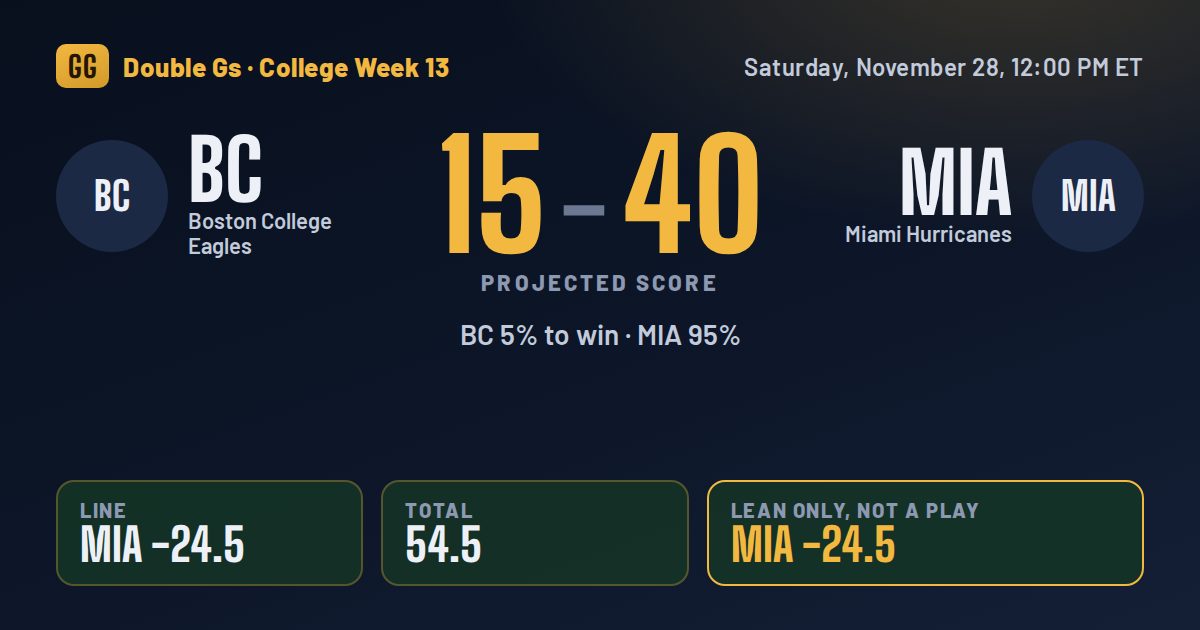 GG
Double Gs · College Week 13
Saturday, November 28, 12:00 PM ET
BC
BC
Boston College
Eagles
15 – 40
PROJECTED SCORE
BC 5% to win · MIA 95%
MIA
Miami Hurricanes
MIA
LINE
MIA −24.5
TOTAL
54.5
LEAN ONLY, NOT A PLAY
MIA −24.5